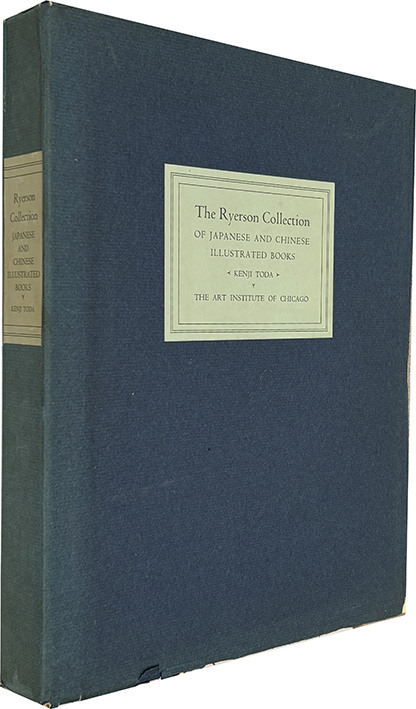 Ryerson
Collection
JAPANESE
AND
CHINESE
ILLUSTRATED
BOOKS
KENJI TODA
The Ryerson Collection
OF JAPANESE AND CHINESE
ILLUSTRATED BOOKS
KENJI TODA
THE ART INSTITUTE OF CHICAGO